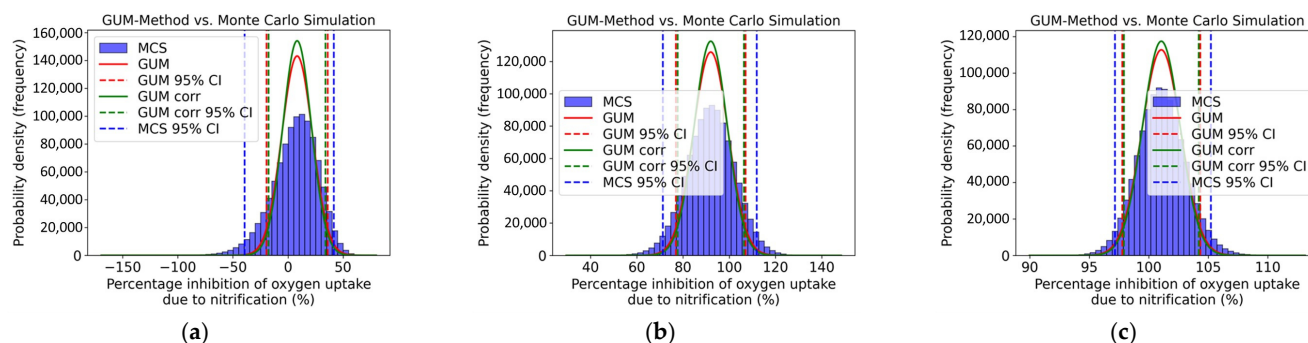 GUM-Method vs. Monte Carlo Simulation
Probability density (frequency)
160,000
140,000
120,000
100,000
80,000
60,000
40,000
20,000
0
MCS
GUM
GUM 95% CI
GUM corr
GUM corr 95% CI
MCS 95% CI
−150
−100
−50
0
50
Percentage inhibition of oxygen uptake
due to nitrification (%)
(a)
GUM-Method vs. Monte Carlo Simulation
Probability density (frequency)
120,000
100,000
80,000
60,000
40,000
20,000
0
MCS
GUM
GUM 95% CI
GUM corr
GUM corr 95% CI
MCS 95% CI
40
60
80
100
120
140
Percentage inhibition of oxygen uptake
due to nitrification (%)
(b)
GUM-Method vs. Monte Carlo Simulation
Probability density (frequency)
120,000
100,000
80,000
60,000
40,000
20,000
0
MCS
GUM
GUM 95% CI
GUM corr
GUM corr 95% CI
MCS 95% CI
90
95
100
105
110
Percentage inhibition of oxygen uptake
due to nitrification (%)
(c)